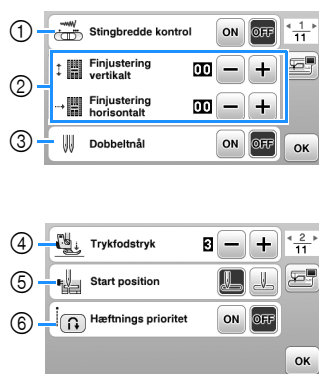 ① Stingbredde kontrol ON OFF 1
11
② Finjustering
vertikalt 00 − +
Finjustering
horisontalt 00 − +
③ Dobbeltnål ON OFF OK
④ Trykfodstryk 3 − + 2
11
⑤ Start position
⑥ Hæftnings prioritet ON OFF
OK